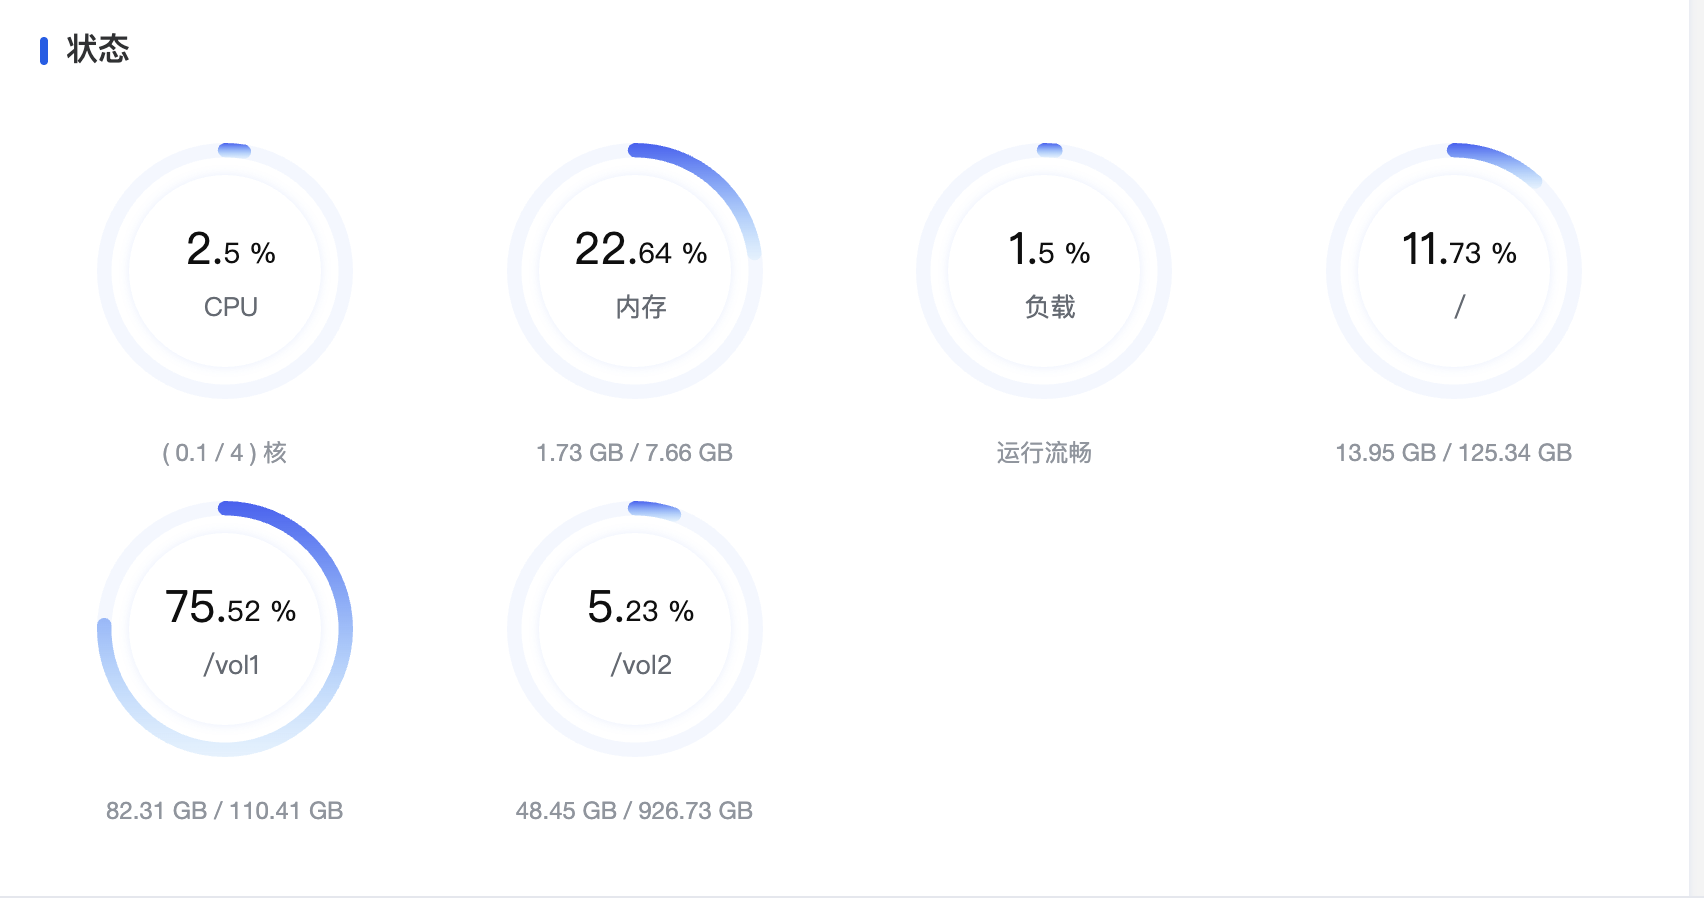 状态
2.5 %
CPU
( 0.1 / 4 ) 核
22.64 %
内存
1.73 GB / 7.66 GB
1.5 %
负载
运行流畅
11.73 %
/
13.95 GB / 125.34 GB
75.52 %
/vol1
82.31 GB / 110.41 GB
5.23 %
/vol2
48.45 GB / 926.73 GB